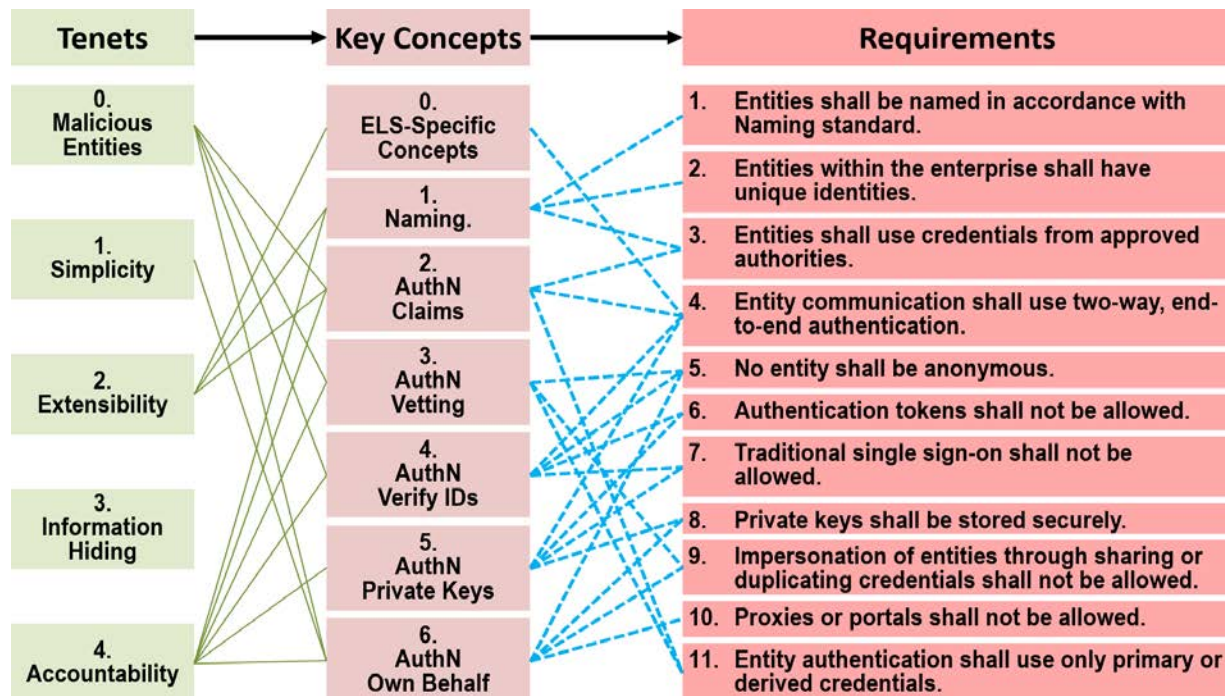 Tenets
Key Concepts
Requirements
0.
Malicious
Entities
1.
Simplicity
2.
Extensibility
3.
Information
Hiding
4.
Accountability
0.
ELS-Specific
Concepts
1.
Naming.
2.
AuthN
Claims
3.
AuthN
Vetting
4.
AuthN
Verify IDs
5.
AuthN
Private Keys
6.
AuthN
Own Behalf
1. Entities shall be named in accordance with
Naming standard.
2. Entities within the enterprise shall have
unique identities.
3. Entities shall use credentials from approved
authorities.
4. Entity communication shall use two-way, end-
to-end authentication.
5. No entity shall be anonymous.
6. Authentication tokens shall not be allowed.
7. Traditional single sign-on shall not be
allowed.
8. Private keys shall be stored securely.
9. Impersonation of entities through sharing or
duplicating credentials shall not be allowed.
10. Proxies or portals shall not be allowed.
11. Entity authentication shall use only primary or
derived credentials.